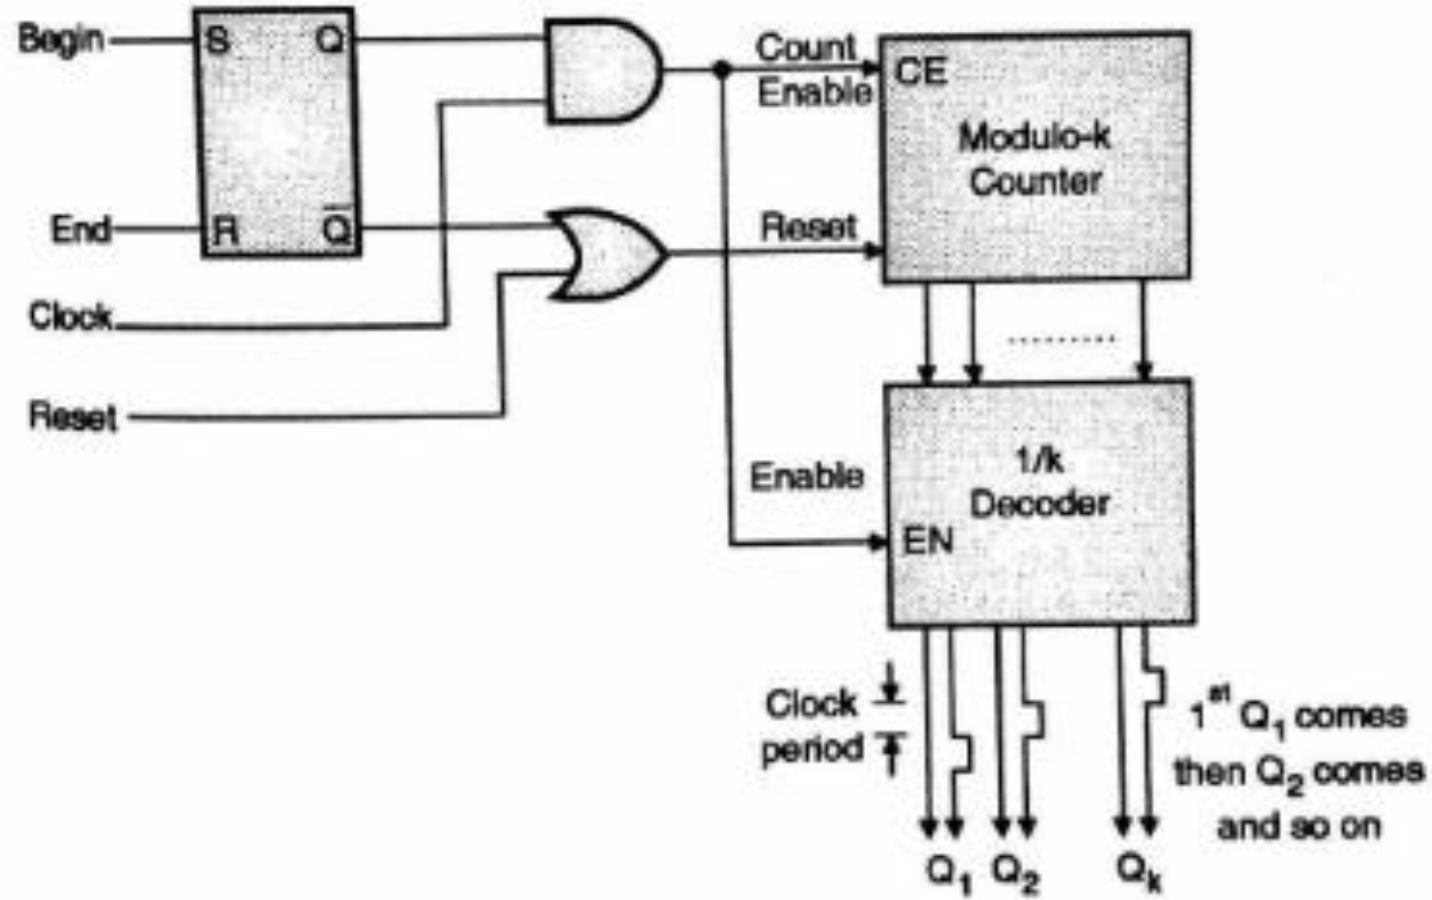 Begin
S
Q
End
R
Q̅
Clock
Reset
Count
Enable
CE
Modulo-k
Counter
Reset
Enable
1/k
Decoder
EN
Clock
period
1st Q1 comes
then Q2 comes
and so on
Q1
Q2
Qk